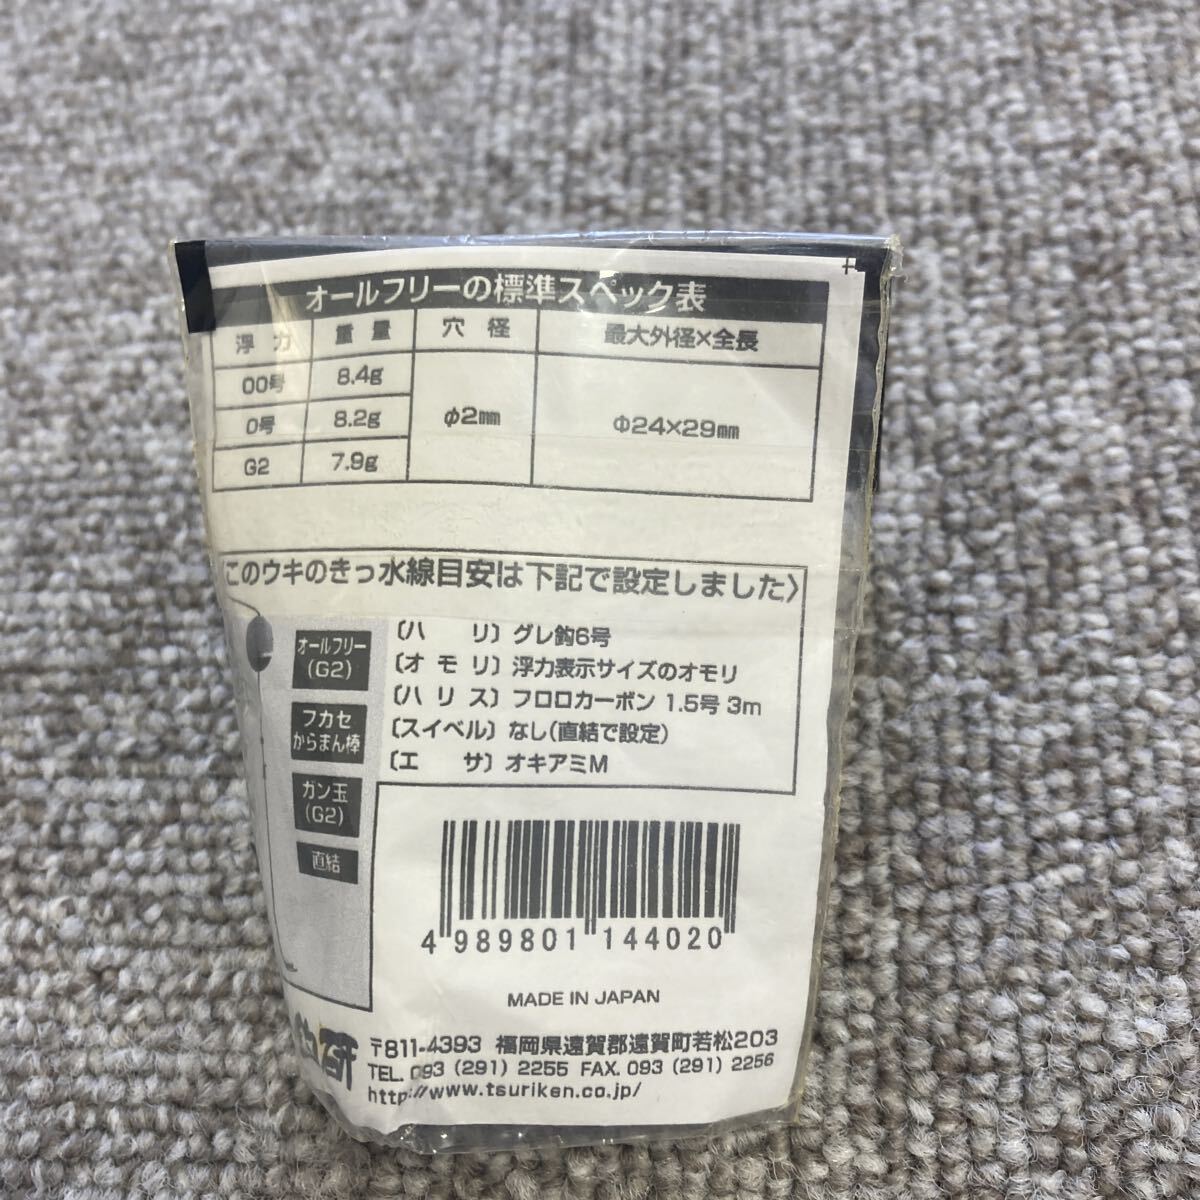 オールフリーの標準スペック表
浮力 重量 穴径 最大外径×全長
00号 8.4g
0号 8.2g φ2mm Φ24×29mm
G2 7.9g
このウキのきっ水線目安は下記で設定しました〉
オールフリー
(G2)
フカセ
からまん棒
ガン玉
(G2)
直結
〔ハリ〕グレ鈎6号
〔オモリ〕浮力表示サイズのオモリ
〔ハリス〕フロロカーボン 1.5号 3m
〔スイベル〕なし(直結で設定)
〔エサ〕オキアミM
4 989801 144020
MADE IN JAPAN
〒811-4393 福岡県遠賀郡遠賀町若松203
TEL. 093 (291) 2255 FAX. 093 (291) 2256
http://www.tsuriken.co.jp/